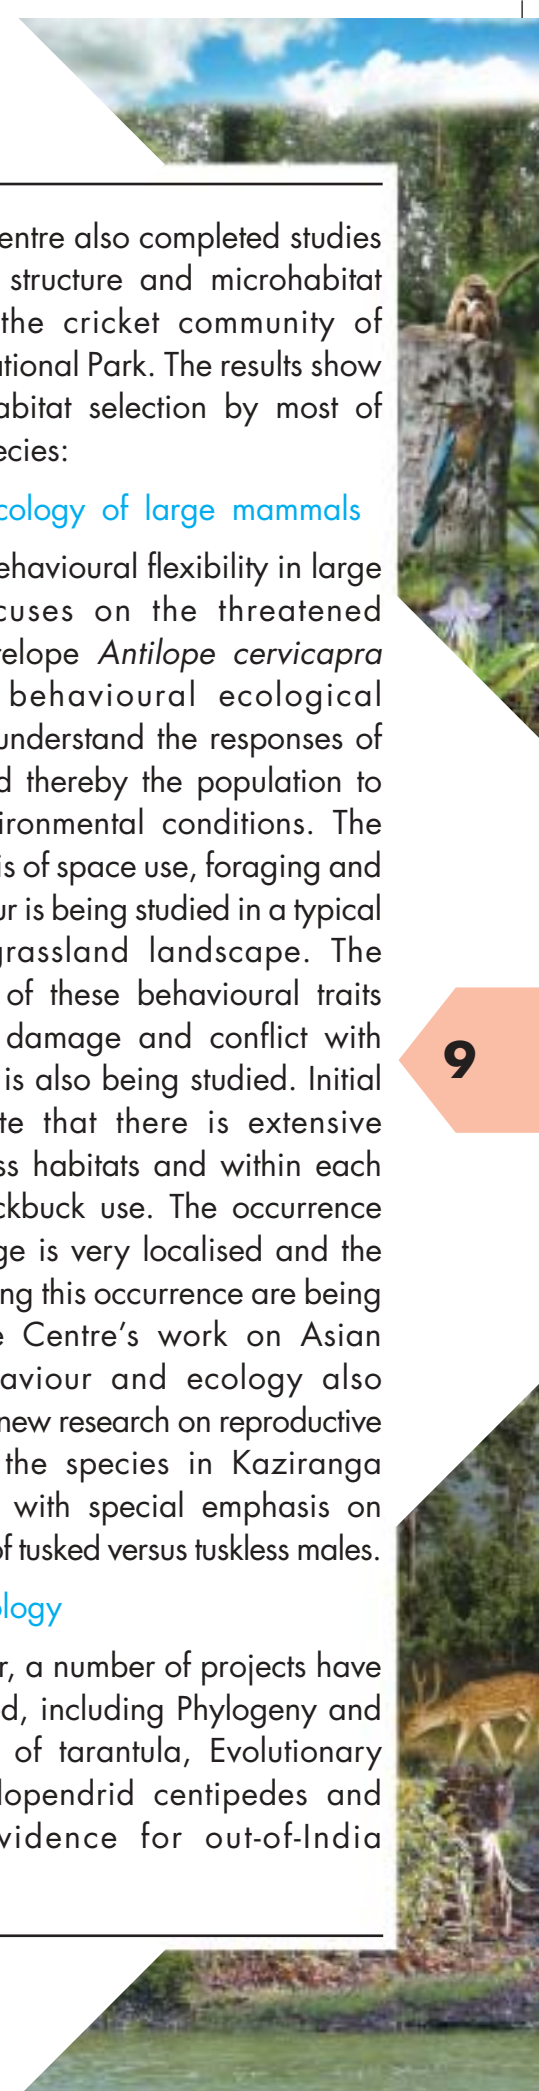 entre also completed studies
structure and microhabitat
the cricket community of
ational Park. The results show
abitat selection by most of
ecies:
cology of large mammals
ehavioural flexibility in large
cuses on the threatened
elope Antilope cervicapra
behavioural ecological
understand the responses of
d thereby the population to
ironmental conditions. The
is of space use, foraging and
ur is being studied in a typical
grassland landscape. The
of these behavioural traits
damage and conflict with
is also being studied. Initial
te that there is extensive
ss habitats and within each
ckbuck use. The occurrence
ge is very localised and the
ng this occurrence are being
e Centre's work on Asian
aviour and ecology also
new research on reproductive
the species in Kaziranga
with special emphasis on
of tusked versus tuskless males.
ology
r, a number of projects have
d, including Phylogeny and
of tarantula, Evolutionary
lopendrid centipedes and
vidence for out-of-India
9